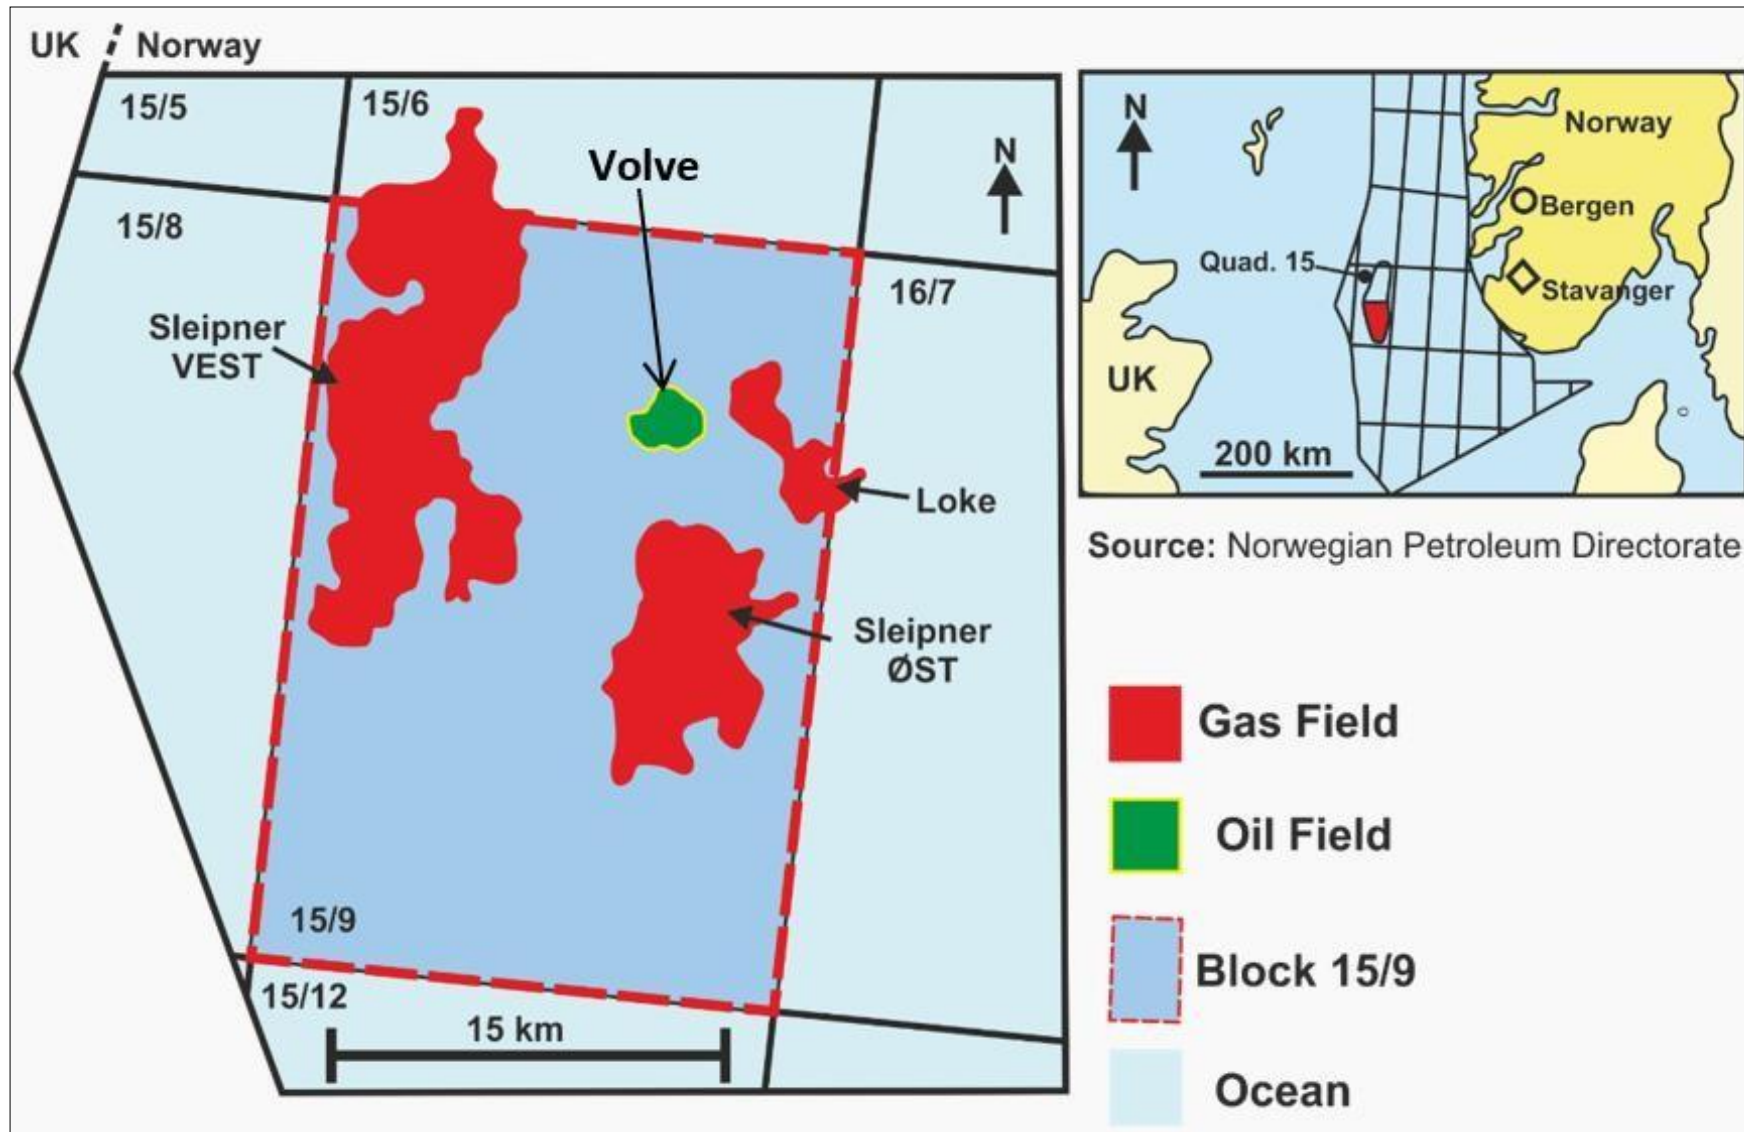 UK
Norway
15/5
15/6
Volve
N
15/8
16/7
Sleipner
VEST
Loke
Sleipner
ØST
15/9
15/12
15 km
N
Norway
Bergen
Quad. 15
Stavanger
UK
200 km
Source: Norwegian Petroleum Directorate
Gas Field
Oil Field
Block 15/9
Ocean